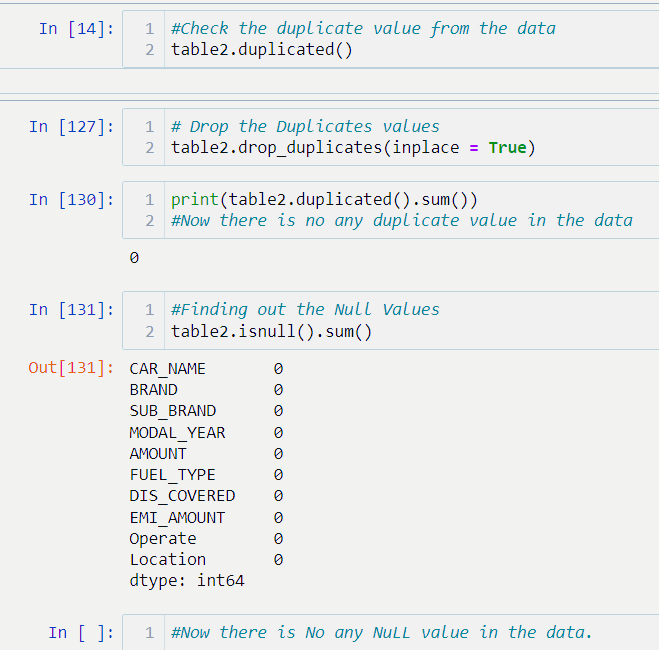 In [14]: 1 #Check the duplicate value from the data
2 table2.duplicated()
In [127]: 1 # Drop the Duplicates values
2 table2.drop_duplicates(inplace = True)
In [130]: 1 print(table2.duplicated().sum())
2 #Now there is no any duplicate value in the data
0
In [131]: 1 #Finding out the Null Values
2 table2.isnull().sum()
Out[131]: CAR_NAME 0
BRAND 0
SUB_BRAND 0
MODAL_YEAR 0
AMOUNT 0
FUEL_TYPE 0
DIS_COVERED 0
EMI_AMOUNT 0
Operate 0
Location 0
dtype: int64
In [ ]: 1 #Now there is No any NuLL value in the data.